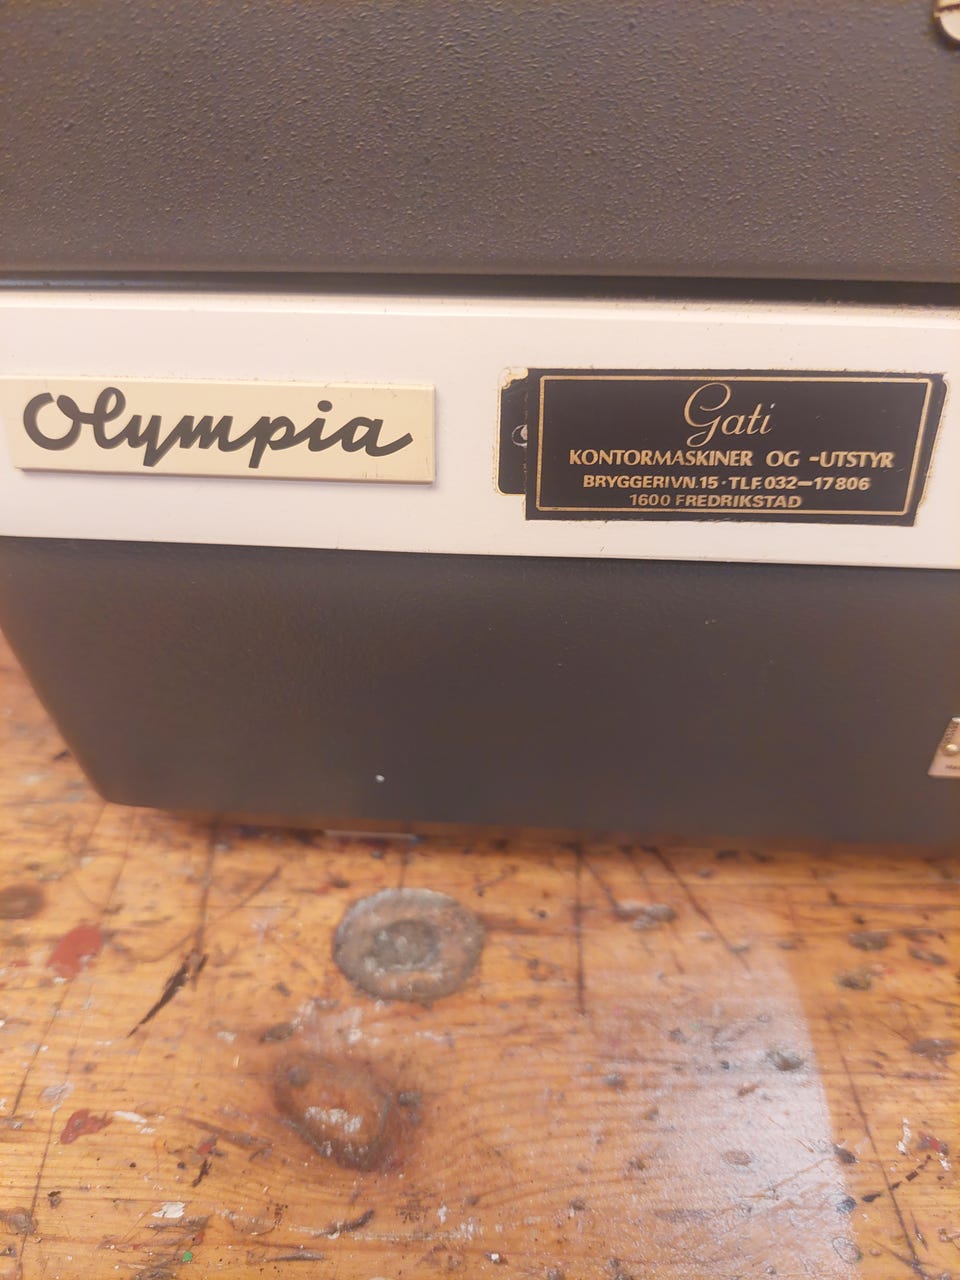 Olympia
Gati
KONTORMASKINER OG -UTSTYR
BRYGGERIVN.15·TLF.032-17806
1600 FREDRIKSTAD